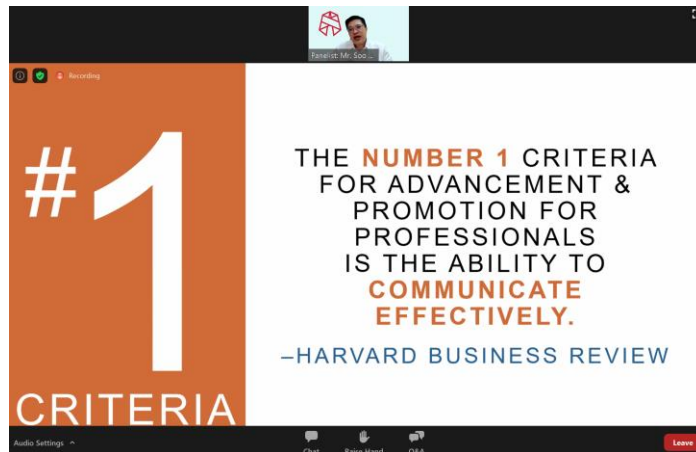 Panelist: Mr. Soo ...
Recording
#1
CRITERIA
THE NUMBER 1 CRITERIA
FOR ADVANCEMENT &
PROMOTION FOR
PROFESSIONALS
IS THE ABILITY TO
COMMUNICATE
EFFECTIVELY.
–HARVARD BUSINESS REVIEW
Audio Settings
Chat
Raise Hand
Q&A
Leave